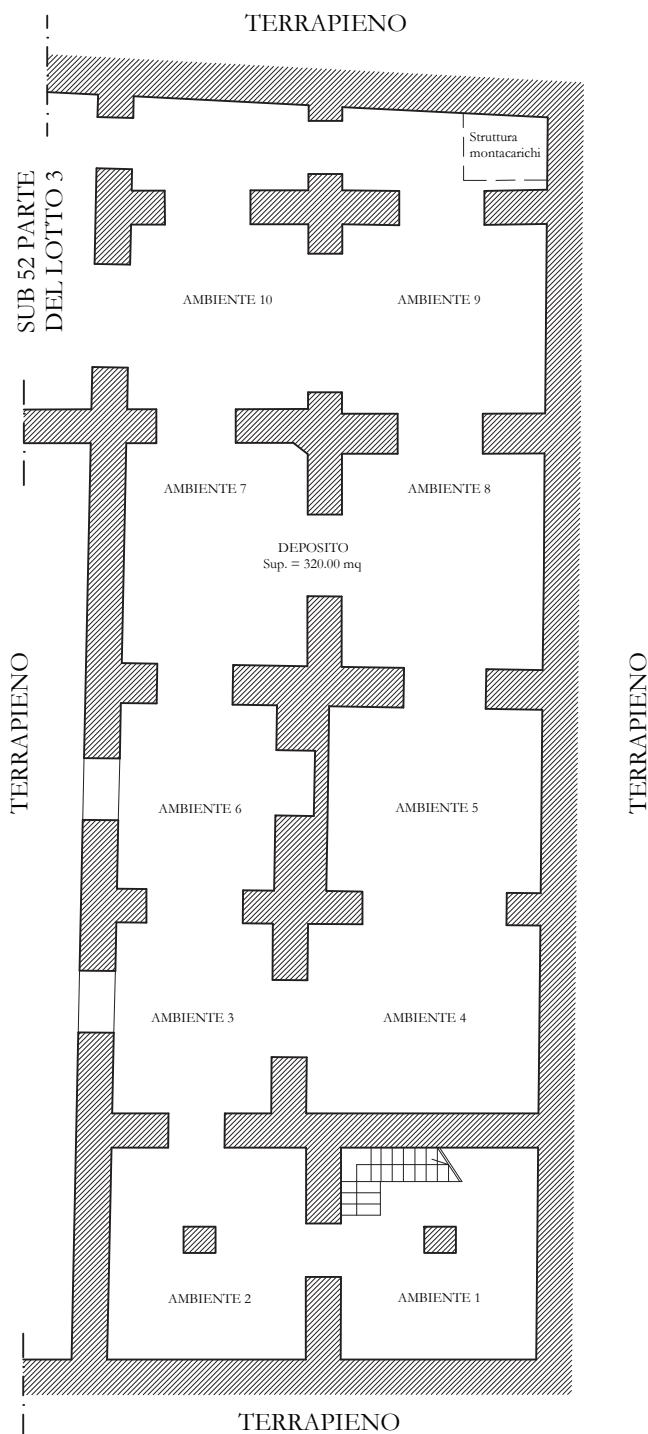 TERRAPIENO
Struttura
montacarichi
SUB 52 PARTE
DEL LOTTO 3
AMBIENTE 10
AMBIENTE 9
AMBIENTE 7
AMBIENTE 8
DEPOSITO
Sup. = 320.00 mq
TERRAPIENO
TERRAPIENO
AMBIENTE 6
AMBIENTE 5
AMBIENTE 3
AMBIENTE 4
AMBIENTE 2
AMBIENTE 1
TERRAPIENO